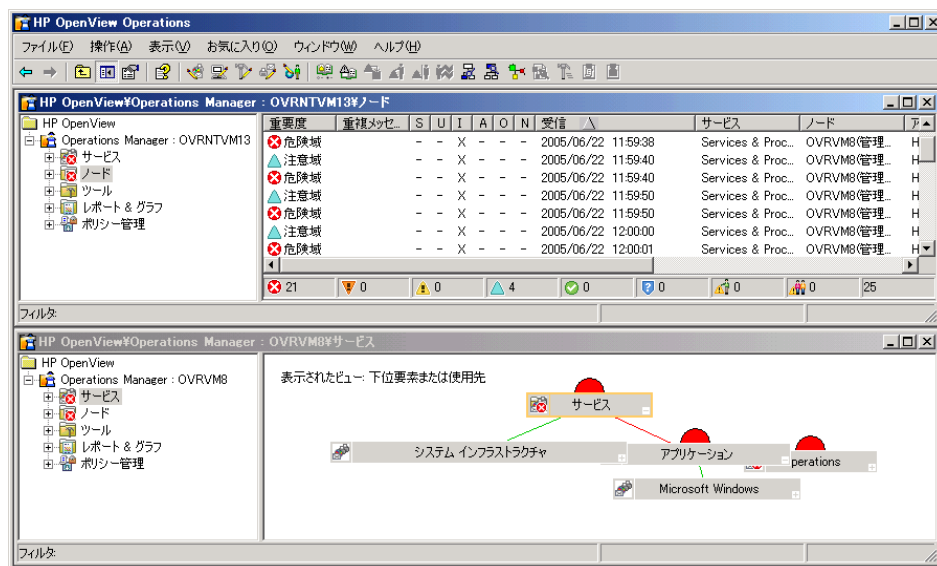 HP OpenView Operations
ファイル(F) 操作(A) 表示(V) お気に入り(O) ウィンドウ(W) ヘルプ(H)
HP OpenView¥Operations Manager : OVRNTVM13¥ノード
HP OpenView
Operations Manager : OVRNTVM13
サービス
ノード
ツール
レポート & グラフ
ポリシー管理
重要度 重複メッセ... S U I A O N 受信 サービス ノード ア
危険域 - - X - - - 2005/06/22 11:59:38 Services & Proc... OVRVM8(管理... H
注意域 - - X - - - 2005/06/22 11:59:40 Services & Proc... OVRVM8(管理... H
危険域 - - X - - - 2005/06/22 11:59:40 Services & Proc... OVRVM8(管理... H
注意域 - - X - - - 2005/06/22 11:59:50 Services & Proc... OVRVM8(管理... H
危険域 - - X - - - 2005/06/22 11:59:50 Services & Proc... OVRVM8(管理... H
注意域 - - X - - - 2005/06/22 12:00:00 Services & Proc... OVRVM8(管理... H
危険域 - - X - - - 2005/06/22 12:00:01 Services & Proc... OVRVM8(管理... H
21 0 0 4 0 0 0 0 25
フィルタ:
HP OpenView¥Operations Manager : OVRVM8¥サービス
HP OpenView
Operations Manager : OVRVM8
サービス
ノード
ツール
レポート & グラフ
ポリシー管理
表示されたビュー: 下位要素または使用先
サービス
システム インフラストラクチャ
アプリケーション
perations
Microsoft Windows
フィルタ: